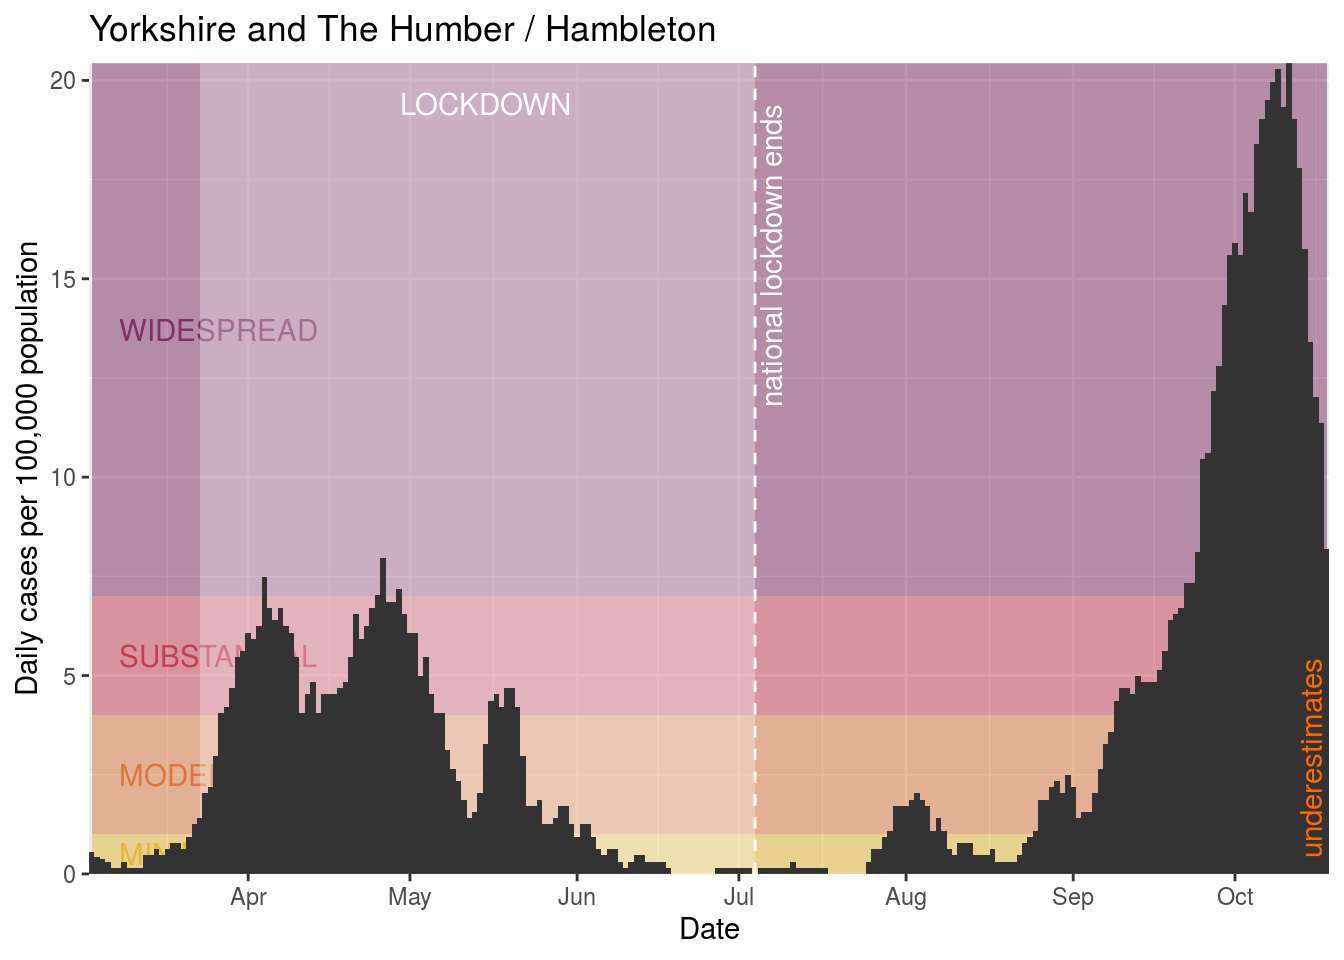 Yorkshire and The Humber / Hambleton
20
15
10
5
0
Daily cases per 100,000 population
LOCKDOWN
national lockdown ends
WIDESPREAD
underestimates
Apr
May
Jun
Jul
Aug
Sep
Oct
Date